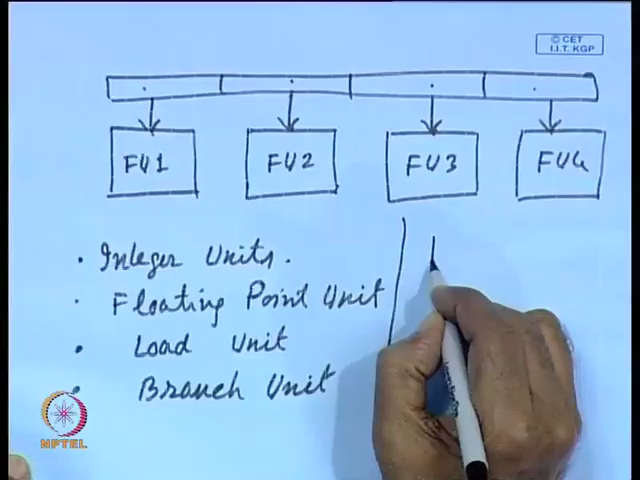 © CET
I.I.T. KGP
FU1 FU2 FU3 FU4
• Integer Units.
• Floating Point Unit
• Load Unit
• Branch Unit
NPTEL